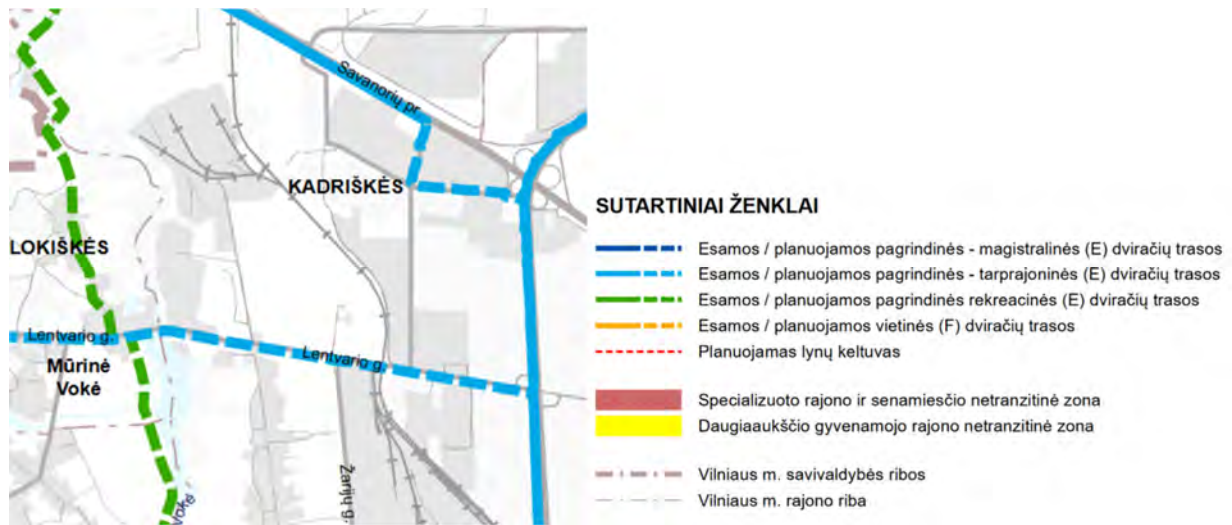 Savanorių pr.
KADRIŠKĖS
LOKIŠKĖS
Lentvario g.
Lentvario g.
Mūrinė
Vokė
Žarijų g.
Vokė
SUTARTINIAI ŽENKLAI
Esamos / planuojamos pagrindinės - magistralinės (E) dviračių trasos
Esamos / planuojamos pagrindinės - tarprajoninės (E) dviračių trasos
Esamos / planuojamos pagrindinės rekreacinės (E) dviračių trasos
Esamos / planuojamos vietinės (F) dviračių trasos
Planuojamas lynų keltuvas
Specializuoto rajono ir senamiesčio netranzitinė zona
Daugiaaukščio gyvenamojo rajono netranzitinė zona
Vilniaus m. savivaldybės ribos
Vilniaus m. rajono riba